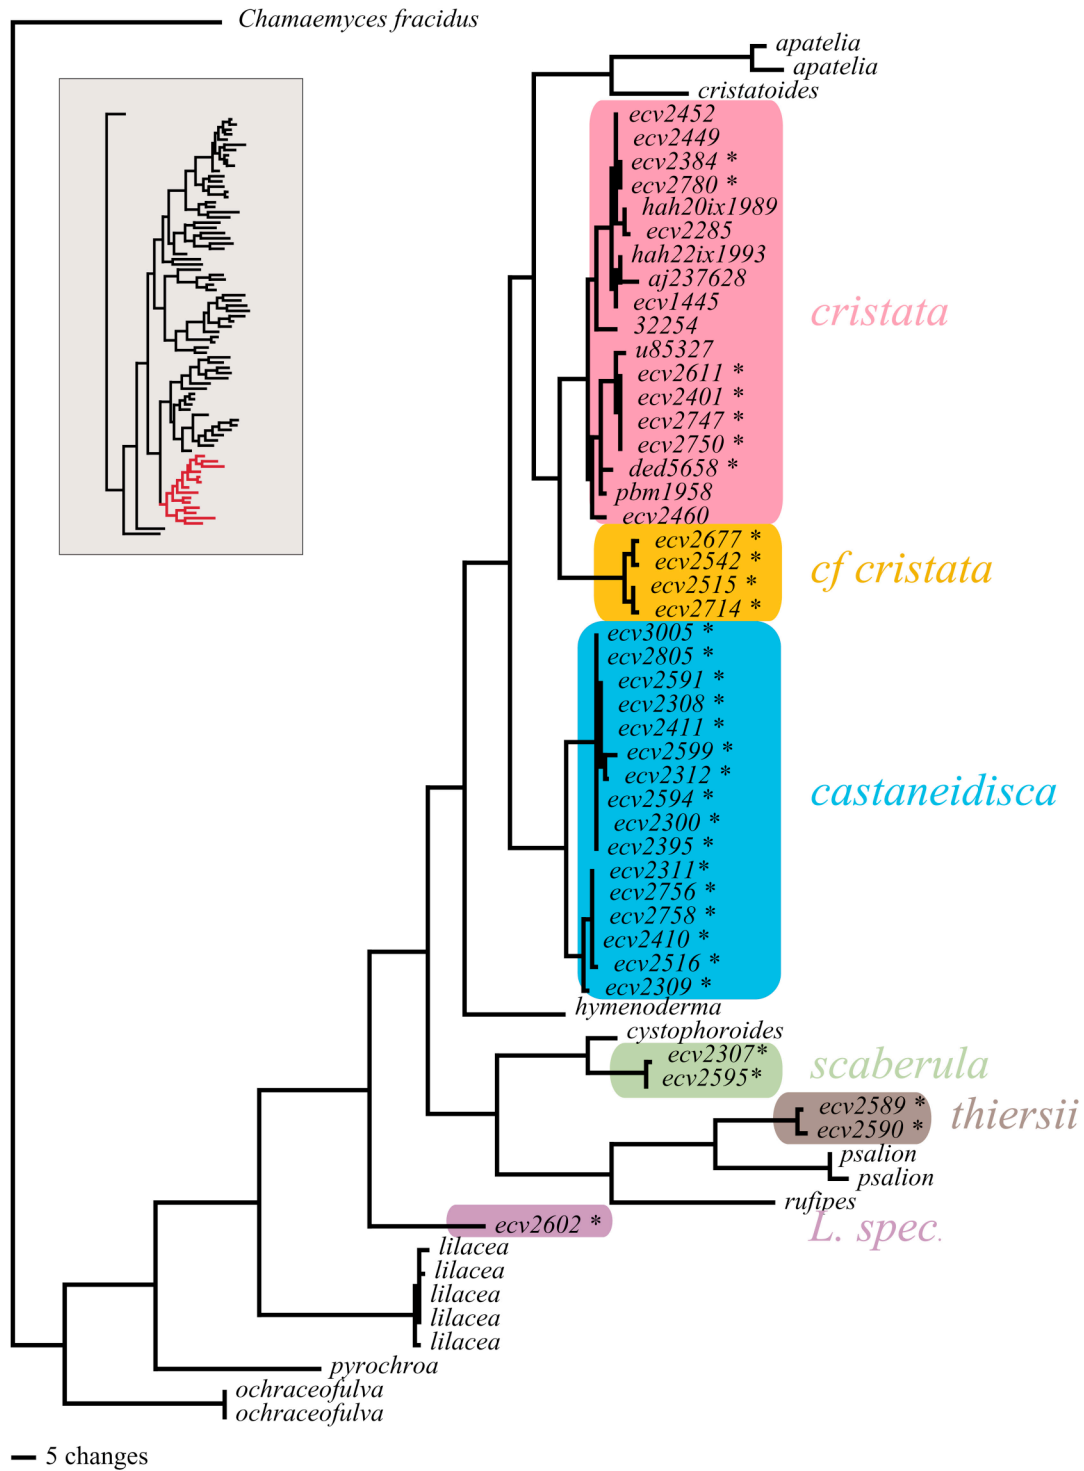 Chamaemyces fracidus
apatelia
apatelia
cristatoides
ecv2452
ecv2449
ecv2384 *
ecv2780 *
hah20ix1989
ecv2285
hah22ix1993
aj237628
ecv1445
cristata
32254
u85327
ecv2611 *
ecv2401 *
ecv2747 *
ecv2750 *
ded5658 *
pbm1958
ecv2460
ecv2677 *
ecv2542 *
cf cristata
ecv2515 *
ecv2714 *
ecv3005 *
ecv2805 *
ecv2591 *
ecv2308 *
ecv2411 *
ecv2599 *
ecv2312 *
castaneidisca
ecv2594 *
ecv2300 *
ecv2395 *
ecv2311*
ecv2756 *
ecv2758 *
ecv2410 *
ecv2516 *
ecv2309 *
hymenoderma
cystophoroides
ecv2307*
scaberula
ecv2595*
ecv2589 *
thiersii
ecv2590 *
psalion
psalion
rufipes
ecv2602 *
L. spec.
lilacea
lilacea
lilacea
lilacea
lilacea
pyrochroa
ochraceofulva
ochraceofulva
5 changes